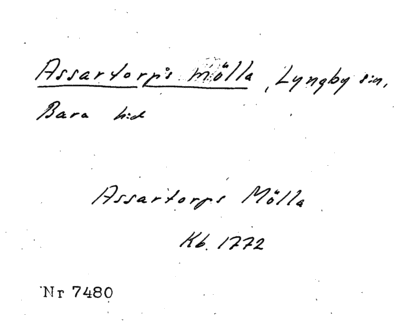 Assartorps mölla, Lyngby sn,
Bara hd
Assartorps Mölla
Kb. 1772
Nr 7480